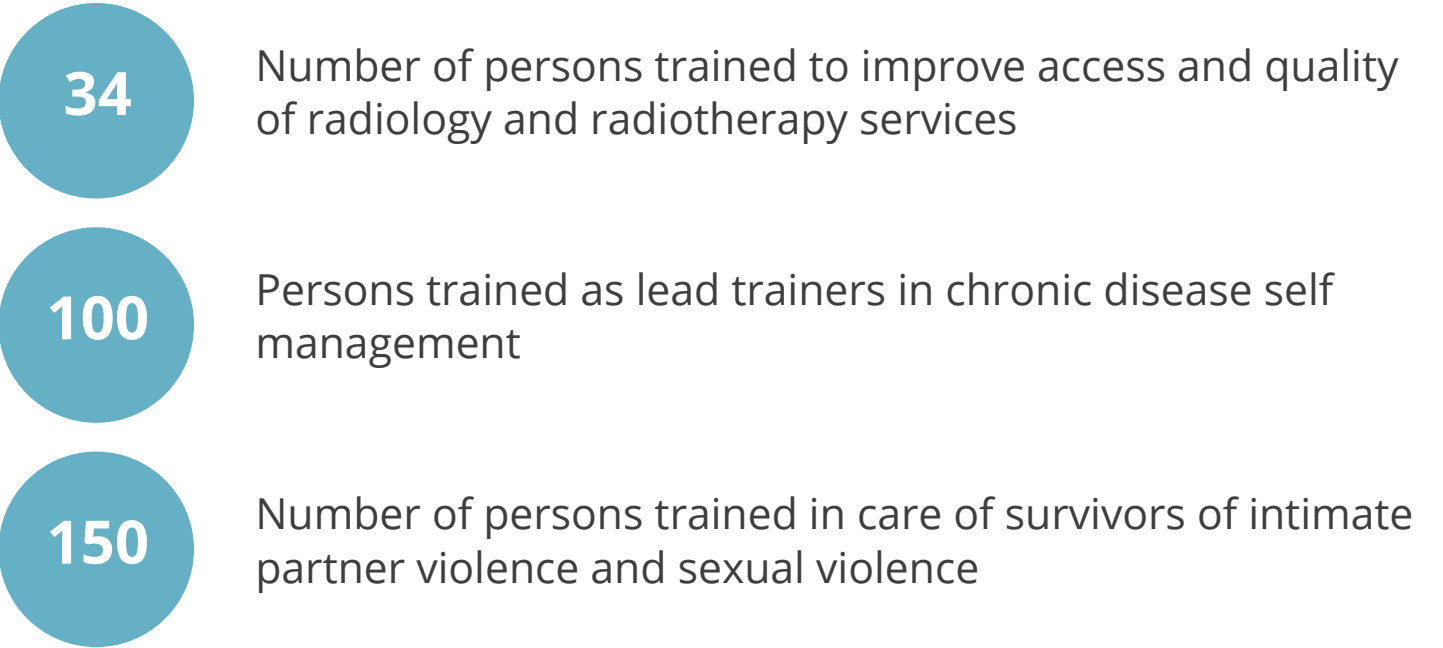 34
Number of persons trained to improve access and quality
of radiology and radiotherapy services
100
Persons trained as lead trainers in chronic disease self
management
150
Number of persons trained in care of survivors of intimate
partner violence and sexual violence